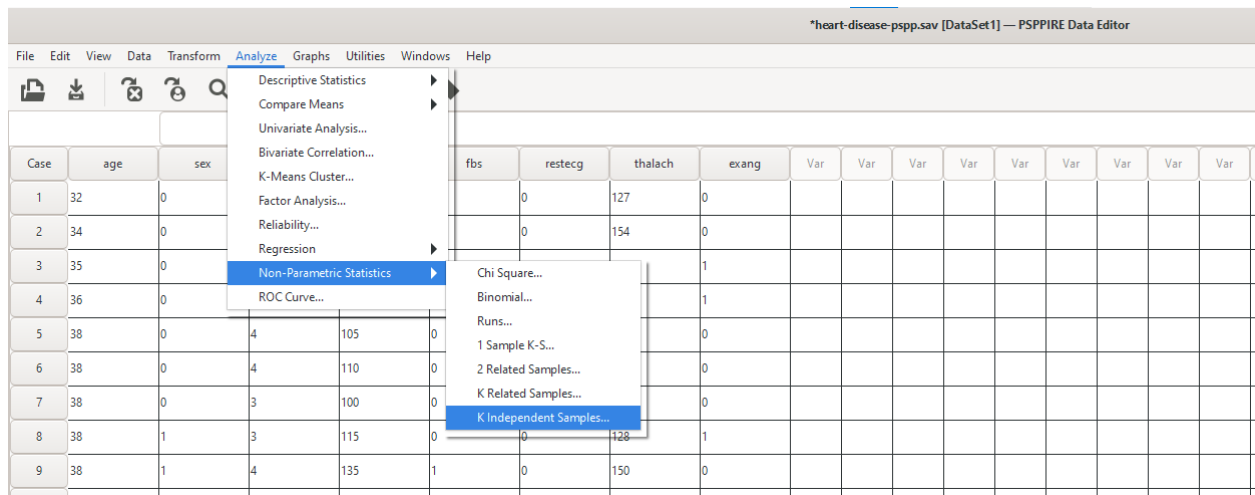 *heart-disease-pspp.sav [DataSet1] — PSPPIRE Data Editor
File Edit View Data Transform Analyze Graphs Utilities Windows Help
Descriptive Statistics
Compare Means
Univariate Analysis...
Bivariate Correlation...
K-Means Cluster...
Factor Analysis...
Reliability...
Regression
Non-Parametric Statistics
ROC Curve...
Chi Square...
Binomial...
Runs...
1 Sample K-S...
2 Related Samples...
K Related Samples...
K Independent Samples...
Case age sex fbs restecg thalach exang Var Var Var Var Var Var Var Var Var
1 32 0 0 127 0
2 34 0 0 154 0
3 35 0 1
4 36 0 1
5 38 0 4 105 0 0
6 38 0 4 110 0 0
7 38 0 3 100 0 0
8 38 1 3 115 0 0 128 1
9 38 1 4 135 1 0 150 0